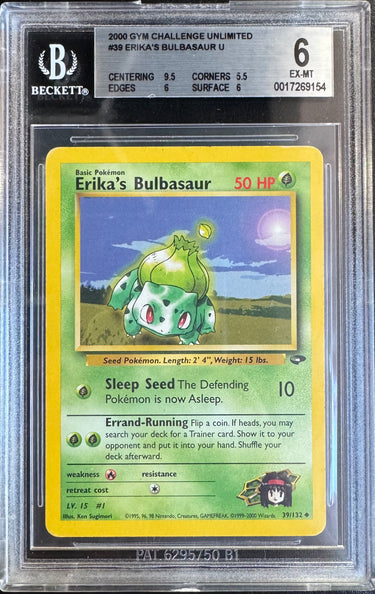 2000 GYM CHALLENGE UNLIMITED
#39 ERIKA'S BULBASAUR U
CENTERING 9.5 CORNERS 5.5
EDGES 6 SURFACE 6
6
EX-MT
0017269154
B
BECKETT®
Basic Pokémon
Erika's Bulbasaur 50 HP
Seed Pokémon. Length: 2' 4", Weight: 15 lbs.
Sleep Seed The Defending
Pokémon is now Asleep.
10
Errand-Running Flip a coin. If heads, you may
search your deck for a Trainer card. Show it to your
opponent and put it into your hand. Shuffle your
deck afterward.
weakness resistance
retreat cost
LV. 15 #1
Illus. Ken Sugimori ©1995, 96, 98 Nintendo, Creatures, GAMEFREAK. ©1999-2000 Wizards. 39/132
PAT 6295750 B1